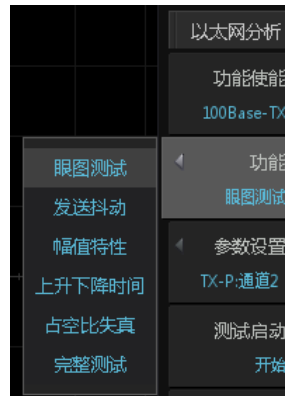 以太网分析
功能使能
100Base-TX
功能
眼图测试
参数设置
TX-P:通道2
测试启动
开始
眼图测试
发送抖动
幅值特性
上升下降时间
占空比失真
完整测试